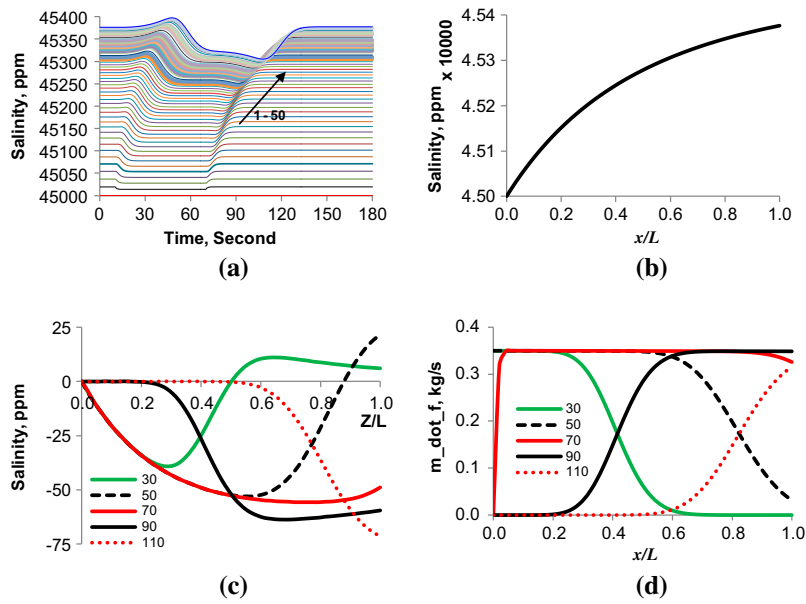 45400
45350
45300
45250
45200
45150
45100
45050
45000
Salinity, ppm
1 - 50
0 30 60 90 120 150 180
Time, Second
(a)
4.54
4.53
4.52
4.51
4.50
Salinity, ppm x 10000
0.0 0.2 0.4 0.6 0.8 1.0
x/L
(b)
25
0
-25
-50
-75
Salinity, ppm
0.0 0.2 0.4 0.6 0.8 1.0
Z/L
30
50
70
90
110
(c)
0.4
0.3
0.2
0.1
0.0
m_dot_f, kg/s
30
50
70
90
110
0.0 0.2 0.4 0.6 0.8 1.0
x/L
(d)